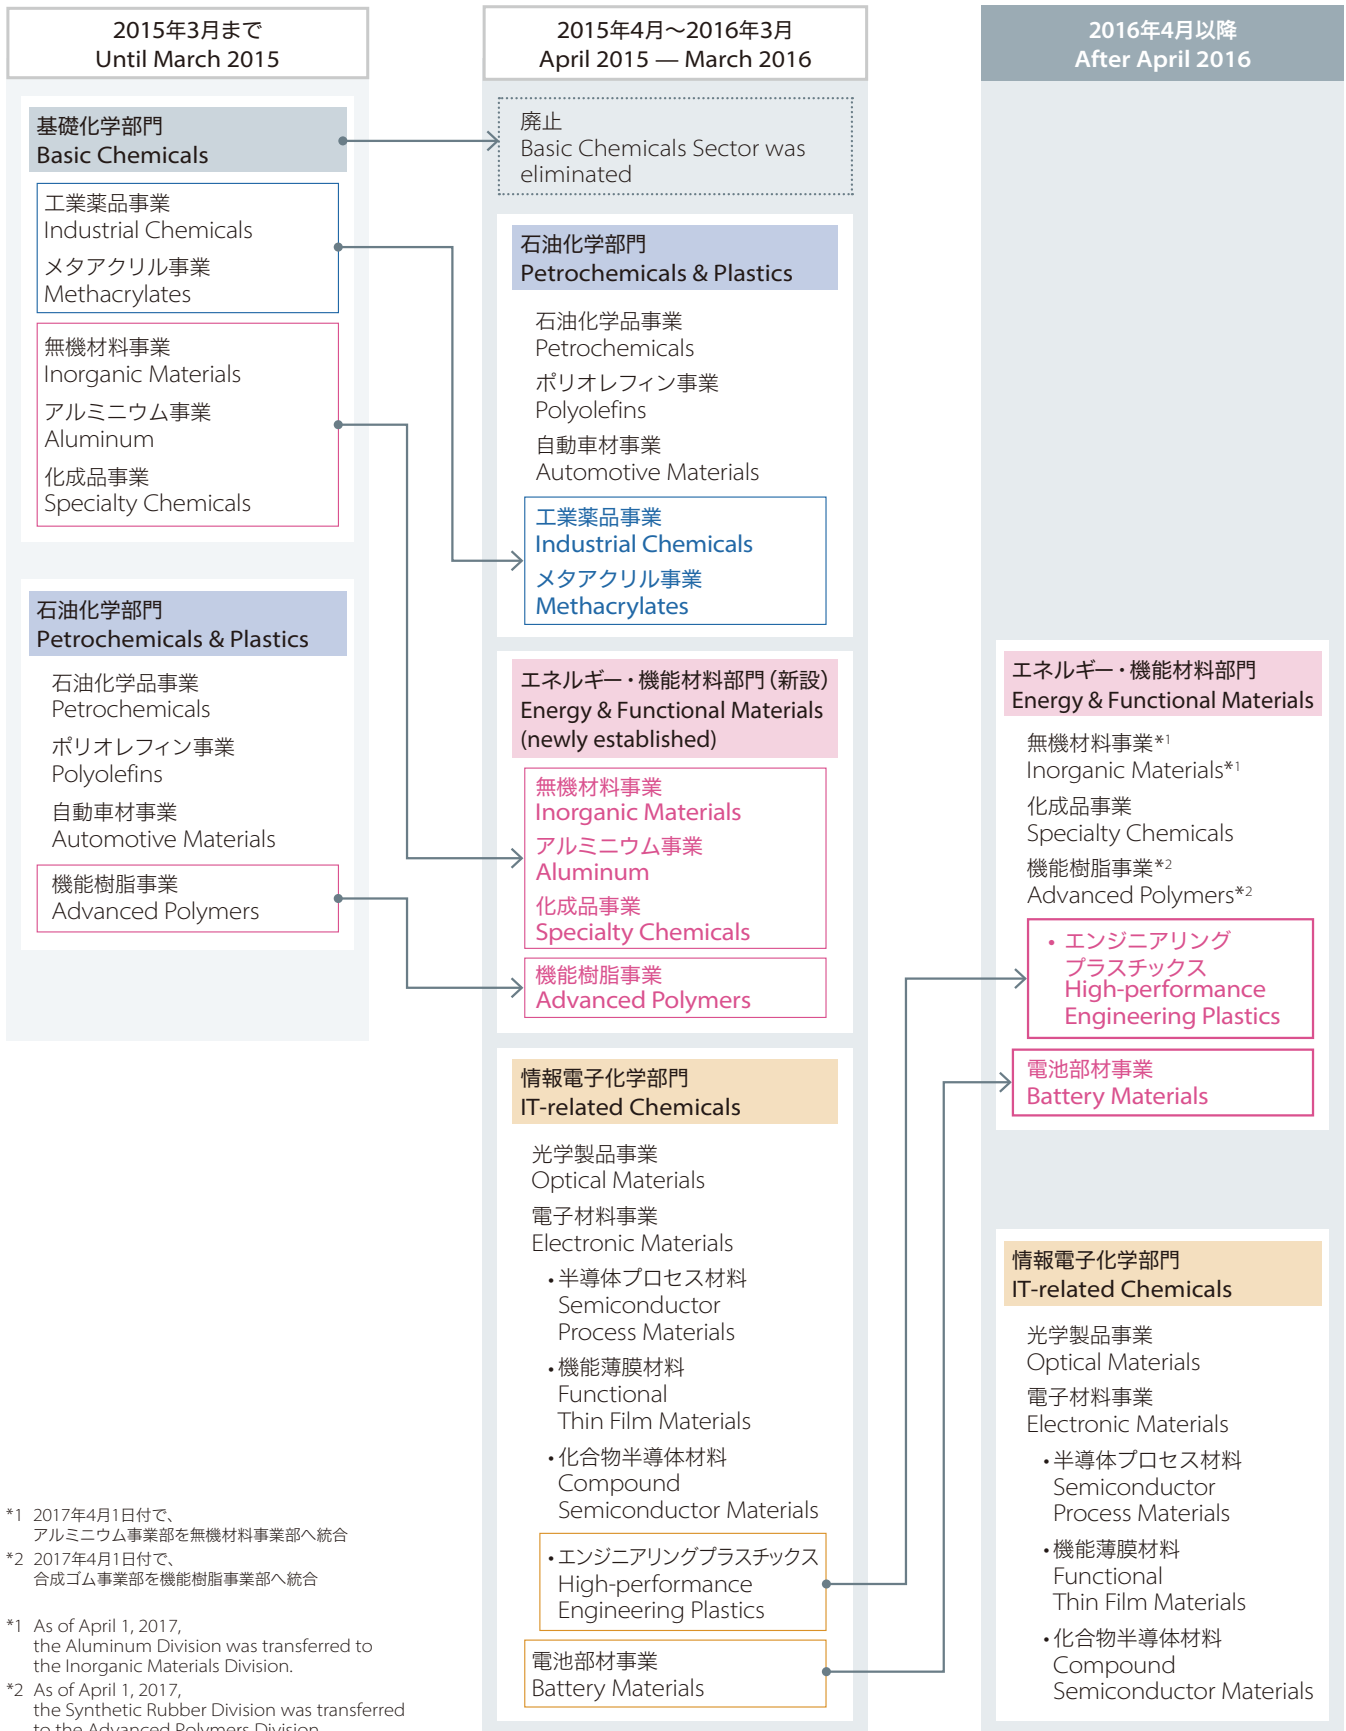 2015年3月まで
Until March 2015
基礎化学部門
Basic Chemicals
工業薬品事業
Industrial Chemicals
メタアクリル事業
Methacrylates
無機材料事業
Inorganic Materials
アルミニウム事業
Aluminum
化成品事業
Specialty Chemicals
石油化学部門
Petrochemicals & Plastics
石油化学品事業
Petrochemicals
ポリオレフィン事業
Polyolefins
自動車材事業
Automotive Materials
機能樹脂事業
Advanced Polymers
2015年4月～2016年3月
April 2015 — March 2016
廃止
Basic Chemicals Sector was
eliminated
石油化学部門
Petrochemicals & Plastics
石油化学品事業
Petrochemicals
ポリオレフィン事業
Polyolefins
自動車材事業
Automotive Materials
工業薬品事業
Industrial Chemicals
メタアクリル事業
Methacrylates
エネルギー・機能材料部門（新設）
Energy & Functional Materials
(newly established)
無機材料事業
Inorganic Materials
アルミニウム事業
Aluminum
化成品事業
Specialty Chemicals
機能樹脂事業
Advanced Polymers
情報電子化学部門
IT-related Chemicals
光学製品事業
Optical Materials
電子材料事業
Electronic Materials
・半導体プロセス材料
Semiconductor
Process Materials
・機能薄膜材料
Functional
Thin Film Materials
・化合物半導体材料
Compound
Semiconductor Materials
・エンジニアリングプラスチックス
High-performance
Engineering Plastics
電池部材事業
Battery Materials
2016年4月以降
After April 2016
エネルギー・機能材料部門
Energy & Functional Materials
無機材料事業*1
Inorganic Materials*1
化成品事業
Specialty Chemicals
機能樹脂事業*2
Advanced Polymers*2
・エンジニアリング
プラスチックス
High-performance
Engineering Plastics
電池部材事業
Battery Materials
情報電子化学部門
IT-related Chemicals
光学製品事業
Optical Materials
電子材料事業
Electronic Materials
・半導体プロセス材料
Semiconductor
Process Materials
・機能薄膜材料
Functional
Thin Film Materials
・化合物半導体材料
Compound
Semiconductor Materials
*1 2017年4月1日付で、
アルミニウム事業部を無機材料事業部へ統合
*2 2017年4月1日付で、
合成ゴム事業部を機能樹脂事業部へ統合
*1 As of April 1, 2017,
the Aluminum Division was transferred to
the Inorganic Materials Division.
*2 As of April 1, 2017,
the Synthetic Rubber Division was transferred
to the Advanced Polymers Division